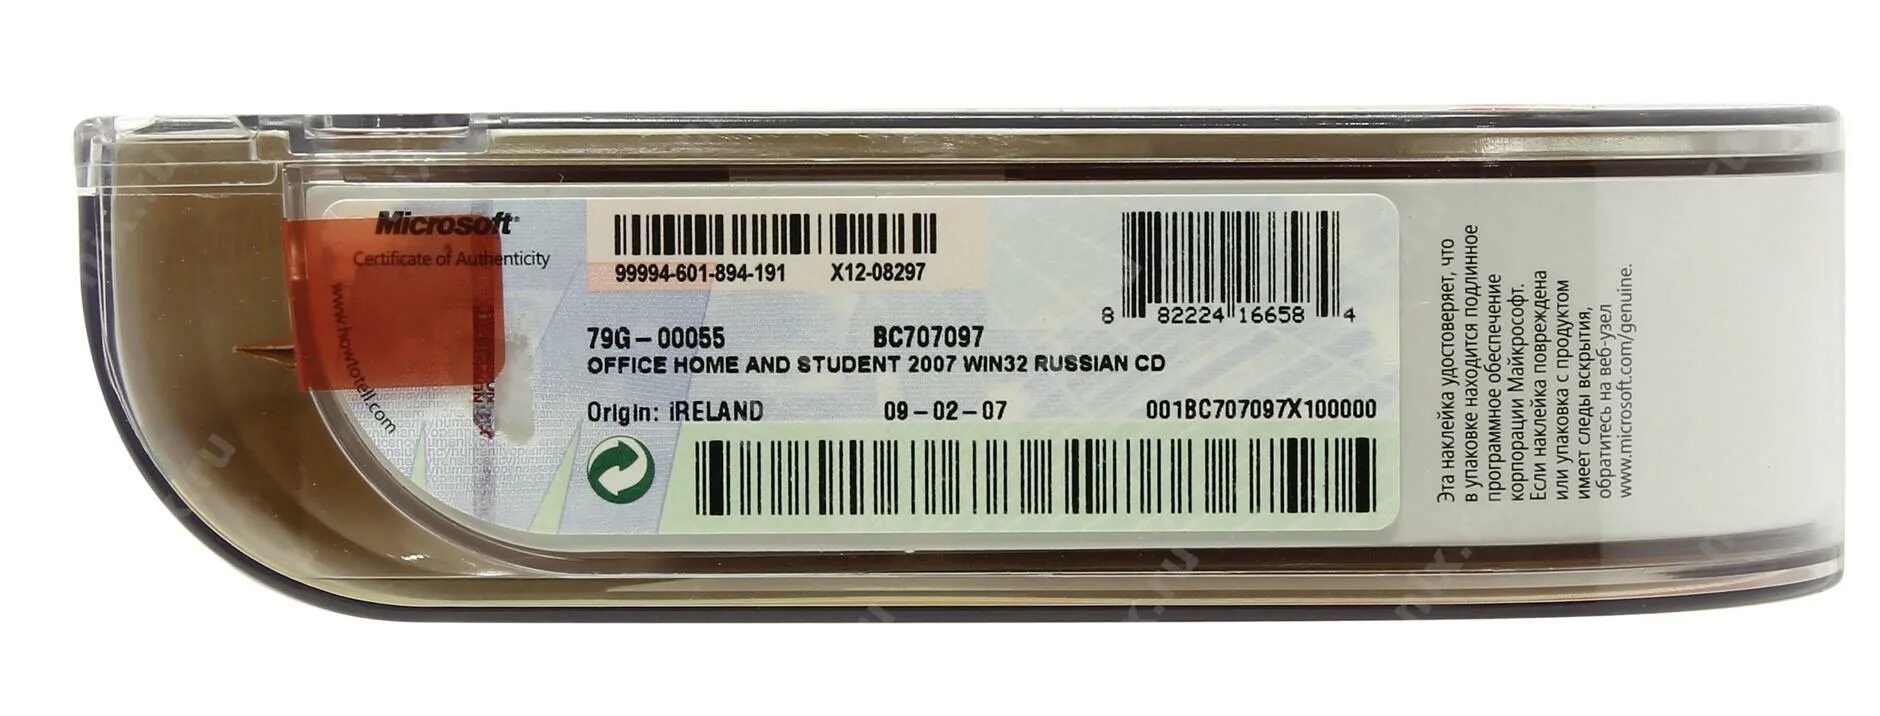 Microsoft®
Certificate of Authenticity
www.howtotell.com
99994-601-894-191 X12-08297
8 82224 16658 4
79G-00055 BC707097
OFFICE HOME AND STUDENT 2007 WIN32 RUSSIAN CD
Origin: iRELAND 09-02-07 001BC707097X100000
Эта наклейка удостоверяет, что
в упаковке находится подлинное
программное обеспечение
корпорации Майкрософт.
Если наклейка повреждена
или упаковка с продуктом
имеет следы вскрытия,
обратитесь на веб-узел
www.microsoft.com/genuine.